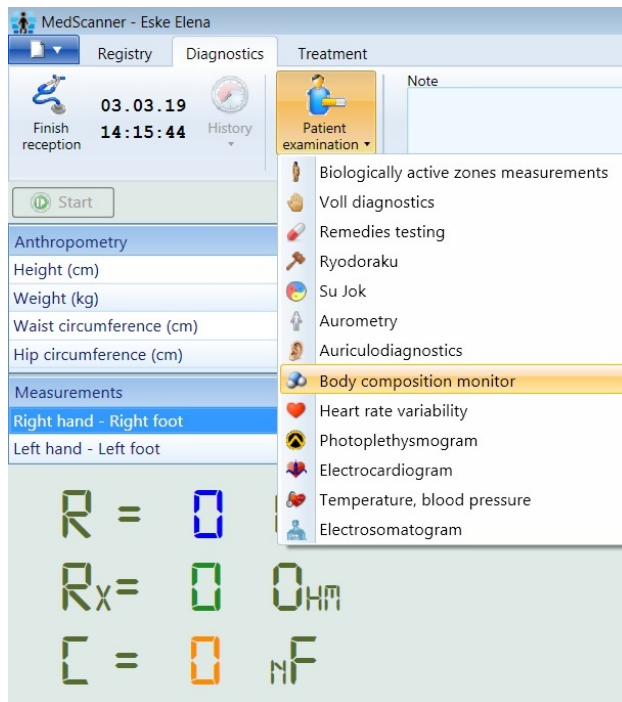 MedScanner - Eske Elena
Registry Diagnostics Treatment
Finish reception
03.03.19
14:15:44
History
Patient examination
Note
Biologically active zones measurements
Voll diagnostics
Remedies testing
Ryodoraku
Su Jok
Aurometry
Auriculodiagnostics
Body composition monitor
Heart rate variability
Photoplethysmogram
Electrocardiogram
Temperature, blood pressure
Electrosomatogram
Start
Anthropometry
Height (cm)
Weight (kg)
Waist circumference (cm)
Hip circumference (cm)
Measurements
Right hand - Right foot
Left hand - Left foot
R = 0
Rx= 0 Ohm
C = 0 nF